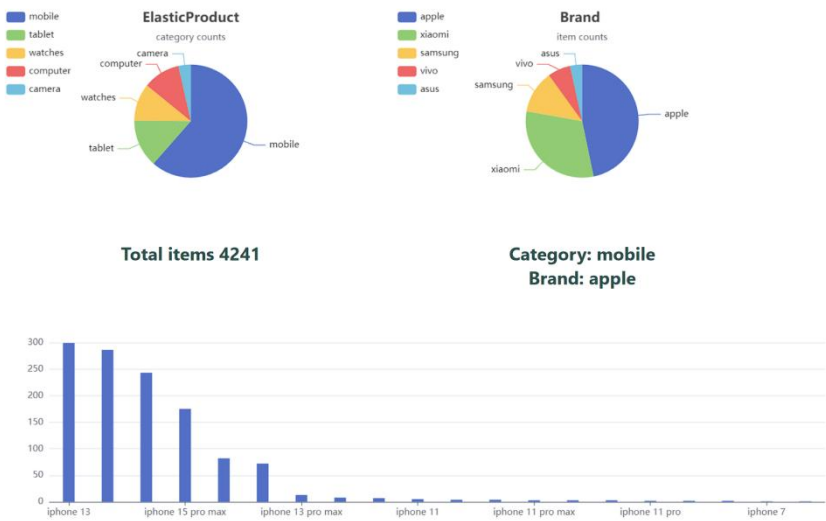 mobile
tablet
watches
computer
camera
ElasticProduct
category counts
camera
computer
watches
tablet
mobile
apple
xiaomi
samsung
vivo
asus
Brand
item counts
asus
vivo
samsung
xiaomi
apple
Total items 4241
Category: mobile
Brand: apple
300
250
200
150
100
50
0
iphone 13
iphone 15 pro max
iphone 13 pro max
iphone 11
iphone 11 pro max
iphone 11 pro
iphone 7